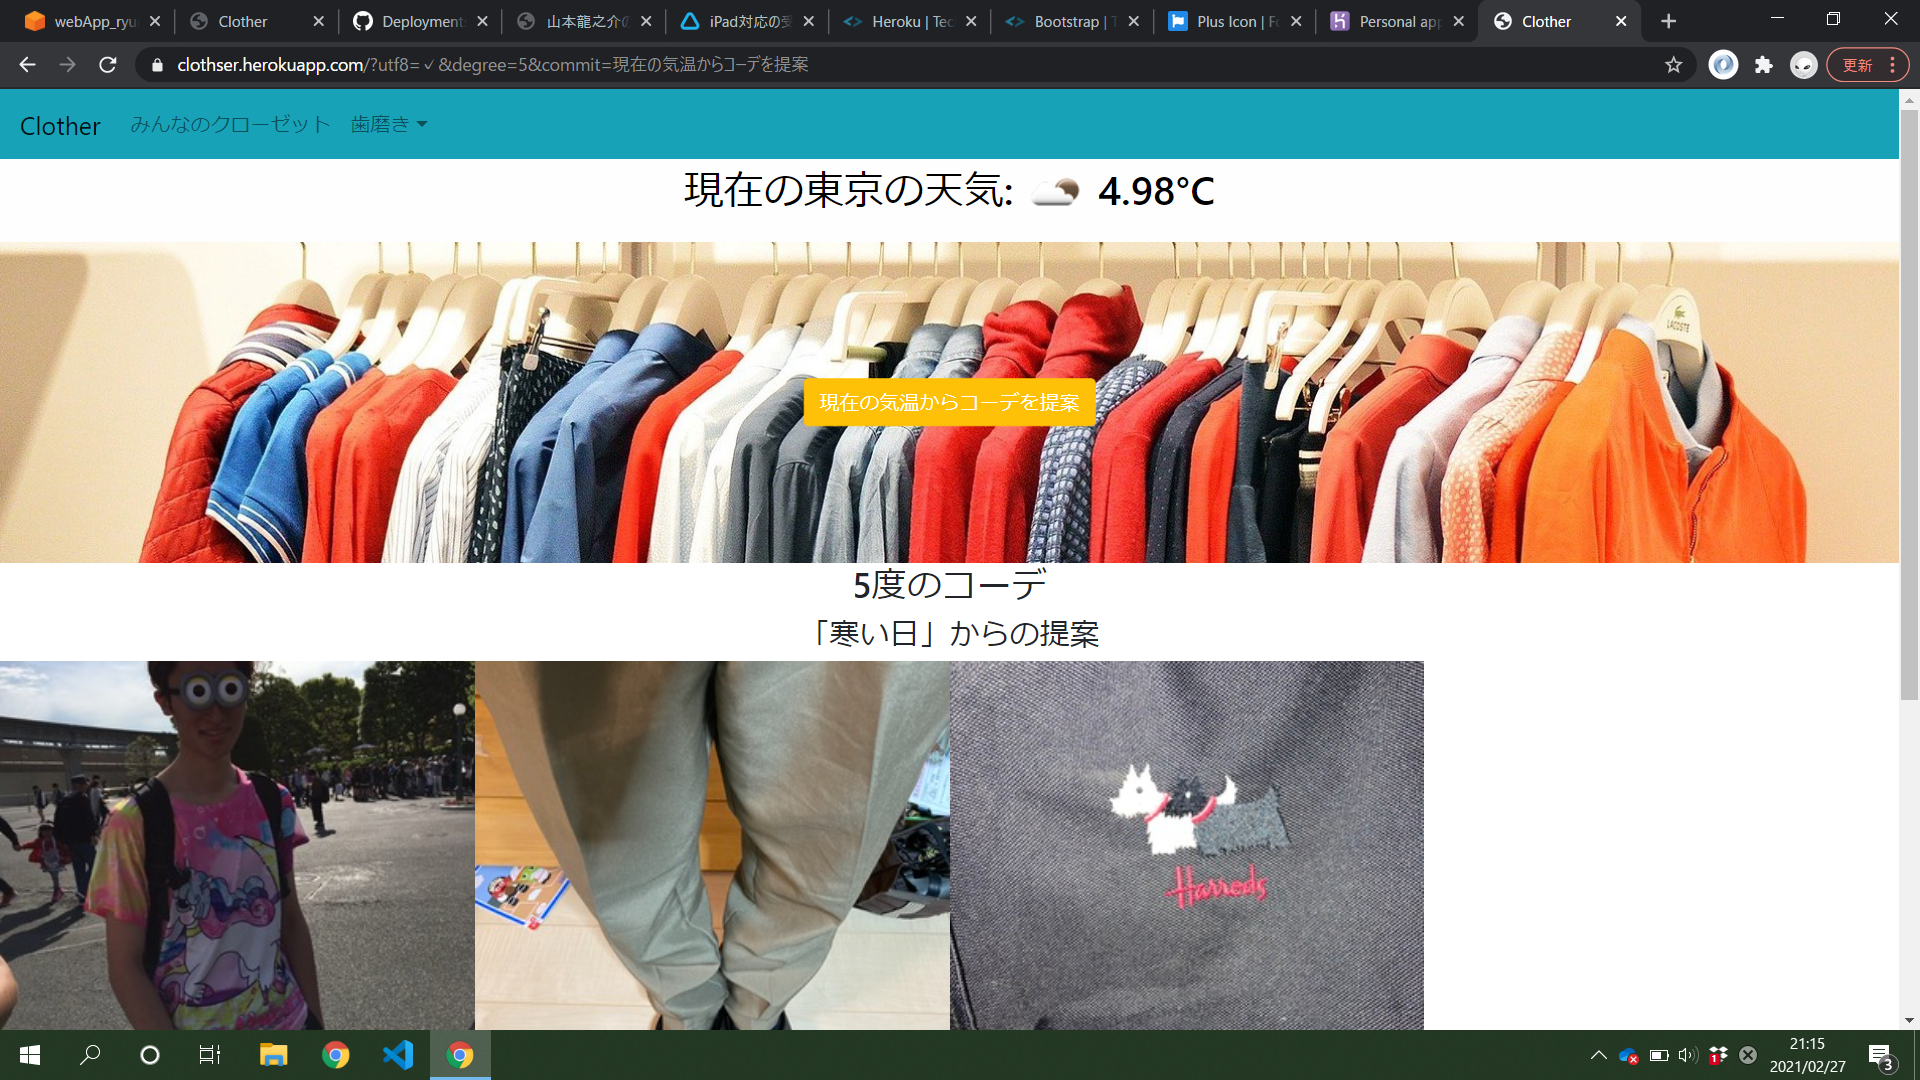 webApp_ryu
Clother
Deployment
山本龍之介の
iPad対応の受
Heroku | Tec
Bootstrap | T
Plus Icon | Fo
Personal app
Clother
clothser.herokuapp.com/?utf8=✓&degree=5&commit=現在の気温からコーデを提案
更新
Clother
みんなのクローゼット
歯磨き
現在の東京の天気: 4.98°C
LACOSTE
現在の気温からコーデを提案
5度のコーデ
「寒い日」からの提案
Harrods
21:15
2021/02/27
1
3